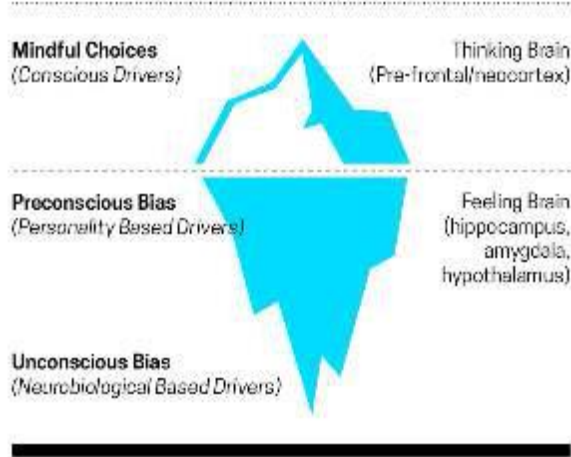 Mindful Choices
(Conscious Drivers)
Thinking Brain
(Pre-frontal/neocortex)
Preconscious Bias
(Personality Based Drivers)
Feeling Brain
(hippocampus,
amygdala,
hypothalamus)
Unconscious Bias
(Neurobiological Based Drivers)